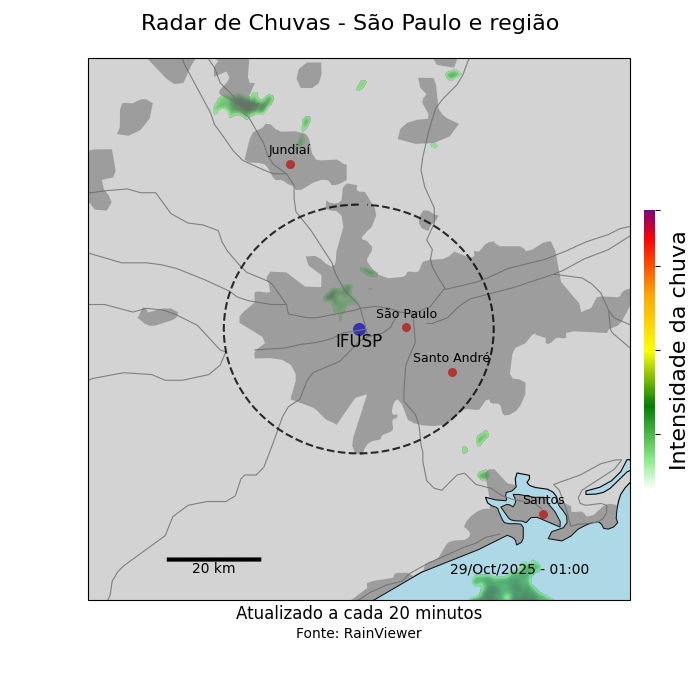 Radar de Chuvas - São Paulo e região
Jundiaí
São Paulo
IFUSP
Santo André
Santos
20 km
29/Oct/2025 - 01:00
Intensidade da chuva
Atualizado a cada 20 minutos
Fonte: RainViewer